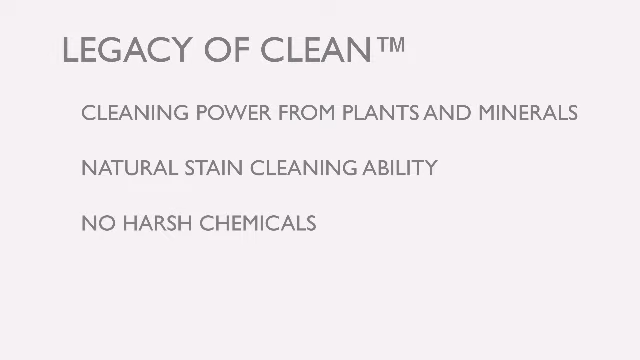 LEGACY OF CLEAN™
CLEANING POWER FROM PLANTS AND MINERALS
NATURAL STAIN CLEANING ABILITY
NO HARSH CHEMICALS